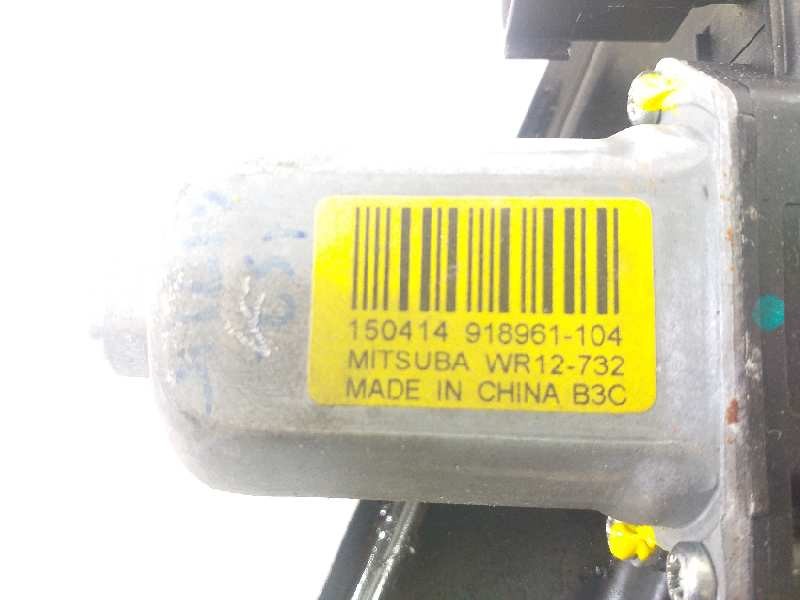 150414 918961-104
MITSUBA WR12-732
MADE IN CHINA B3C